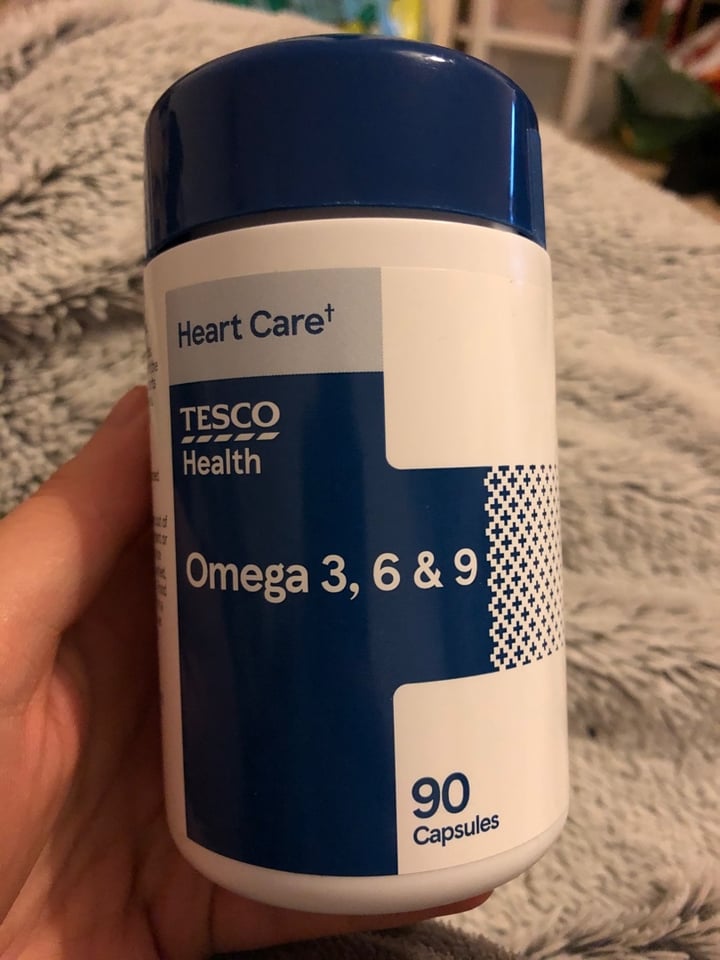 Heart Care†
TESCO
Health
Omega 3, 6 & 9
90
Capsules